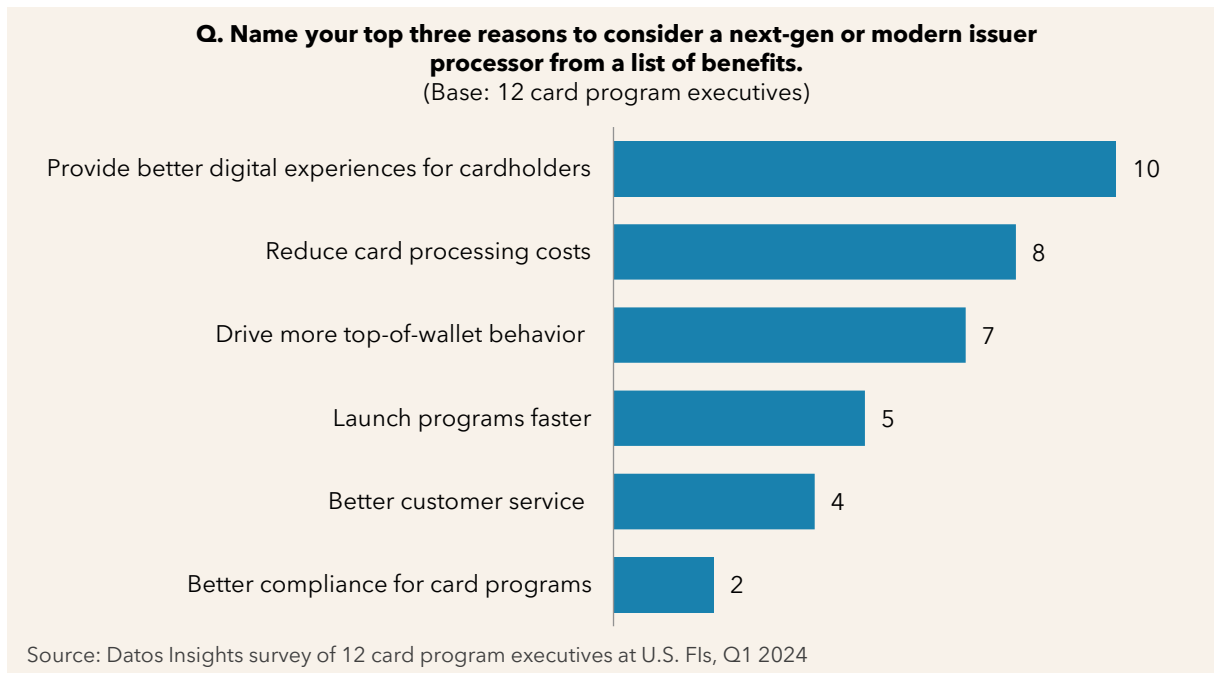 Q. Name your top three reasons to consider a next-gen or modern issuer
processor from a list of benefits.
(Base: 12 card program executives)
Provide better digital experiences for cardholders 10
Reduce card processing costs 8
Drive more top-of-wallet behavior 7
Launch programs faster 5
Better customer service 4
Better compliance for card programs 2
Source: Datos Insights survey of 12 card program executives at U.S. FIs, Q1 2024